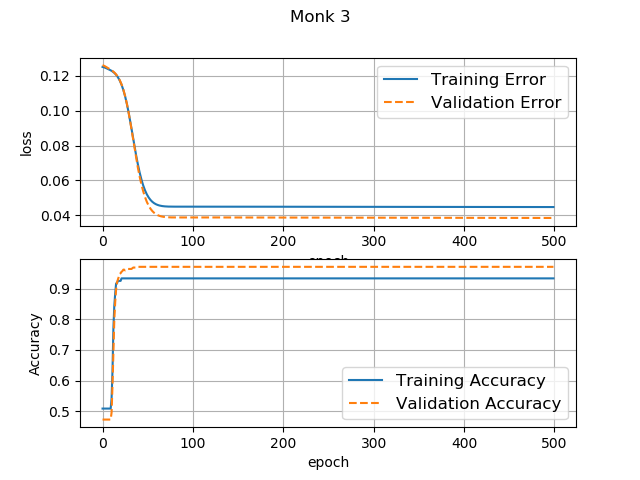 Monk 3
0.12
0.10
0.08
0.06
0.04
loss
Training Error
Validation Error
0 100 200 300 400 500
epoch
0.9
0.8
0.7
0.6
0.5
Accuracy
Training Accuracy
Validation Accuracy
0 100 200 300 400 500
epoch